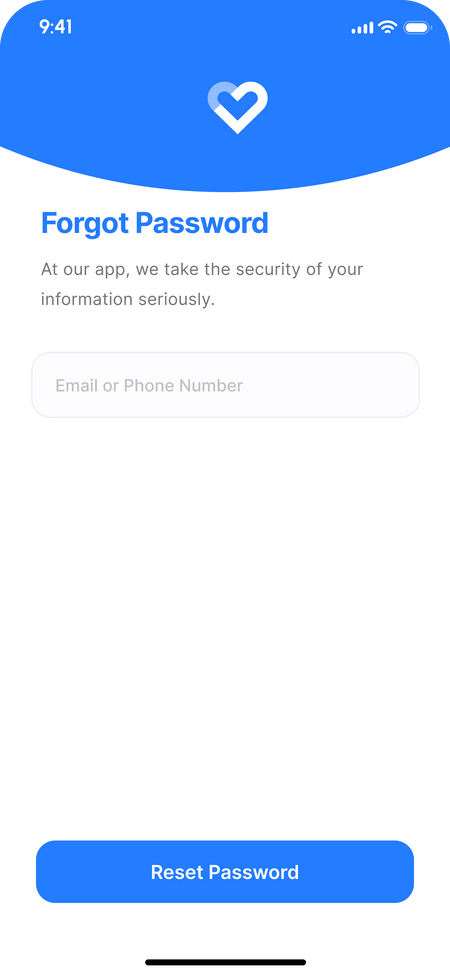 9:41
Forgot Password
At our app, we take the security of your
information seriously.
Email or Phone Number
Reset Password